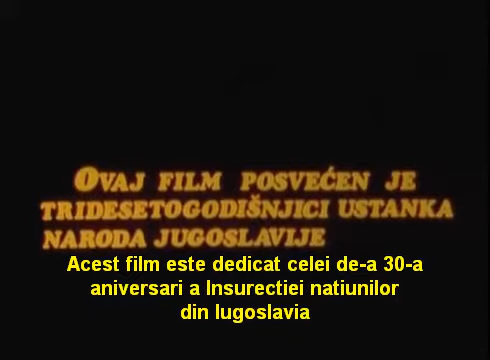 OVAJ FILM POSVEĆEN JE
TRIDESETOGODIŠNJICI USTANKA
NARODA JUGOSLAVIJE
Acest film este dedicat celei de-a 30-a
aniversari a Insurectiei natiunilor
din Iugoslavia